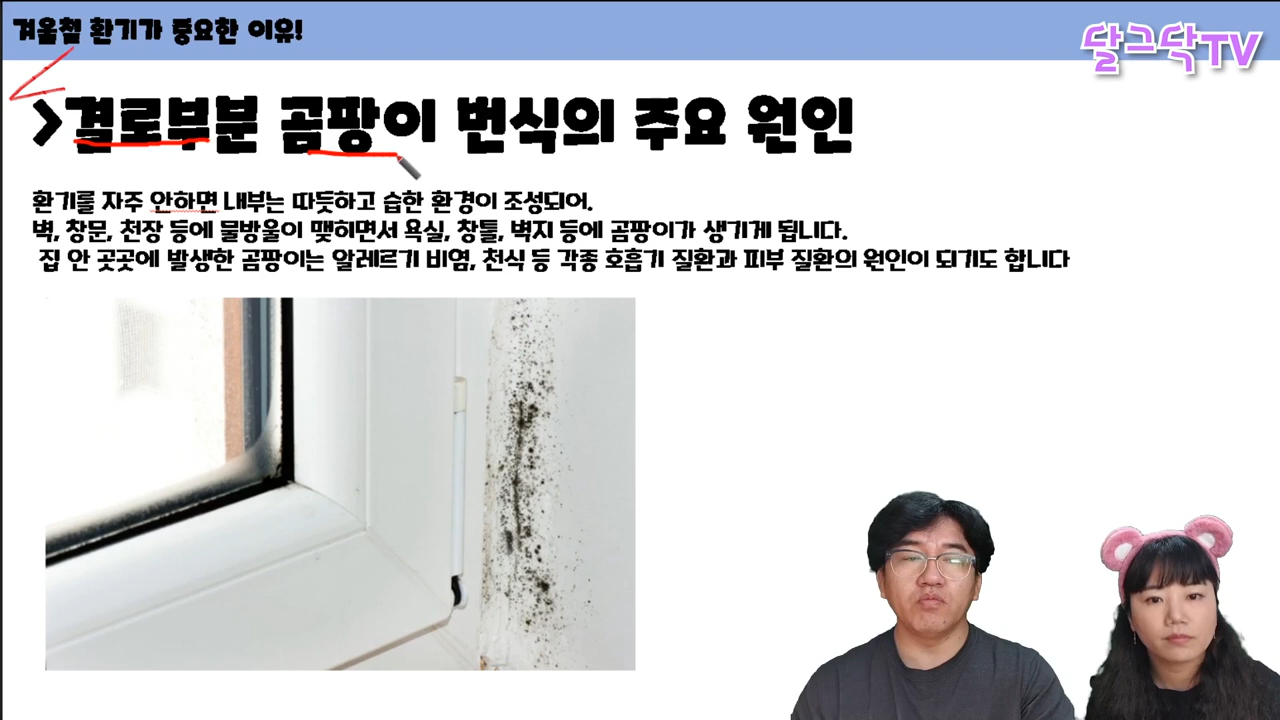 겨울철 환기가 중요한 이유!
달그닥TV
>결로부분 곰팡이 번식의 주요 원인
환기를 자주 안하면 내부는 따듯하고 습한 환경이 조성되어.
벽, 창문, 천장 등에 물방울이 맺히면서 욕실, 창틀, 벽지 등에 곰팡이가 생기게 됩니다.
집 안 곳곳에 발생한 곰팡이는 알레르기 비염, 천식 등 각종 호흡기 질환과 피부 질환의 원인이 되기도 합니다